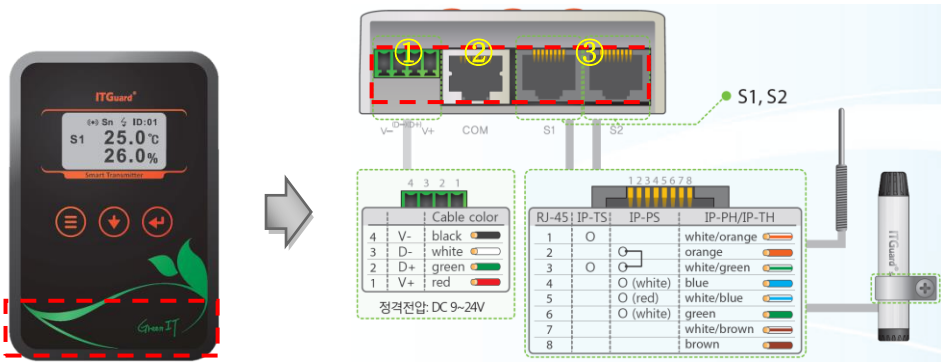 ITGuard®
Sn ID:01
S1 25.0℃
26.0%
Smart Transmitter
Green IT
① ② ③
V- (D-)(D+) V+ COM S1 S2
S1, S2
4 3 2 1
Cable color
4 V- black
3 D- white
2 D+ green
1 V+ red
정격전압: DC 9~24V
1 2 3 4 5 6 7 8
RJ-45 IP-TS IP-PS IP-PH/IP-TH
1 O white/orange
2 O orange
3 O O white/green
4 O (white) blue
5 O (red) white/blue
6 O (white) green
7 white/brown
8 brown
ITGuard